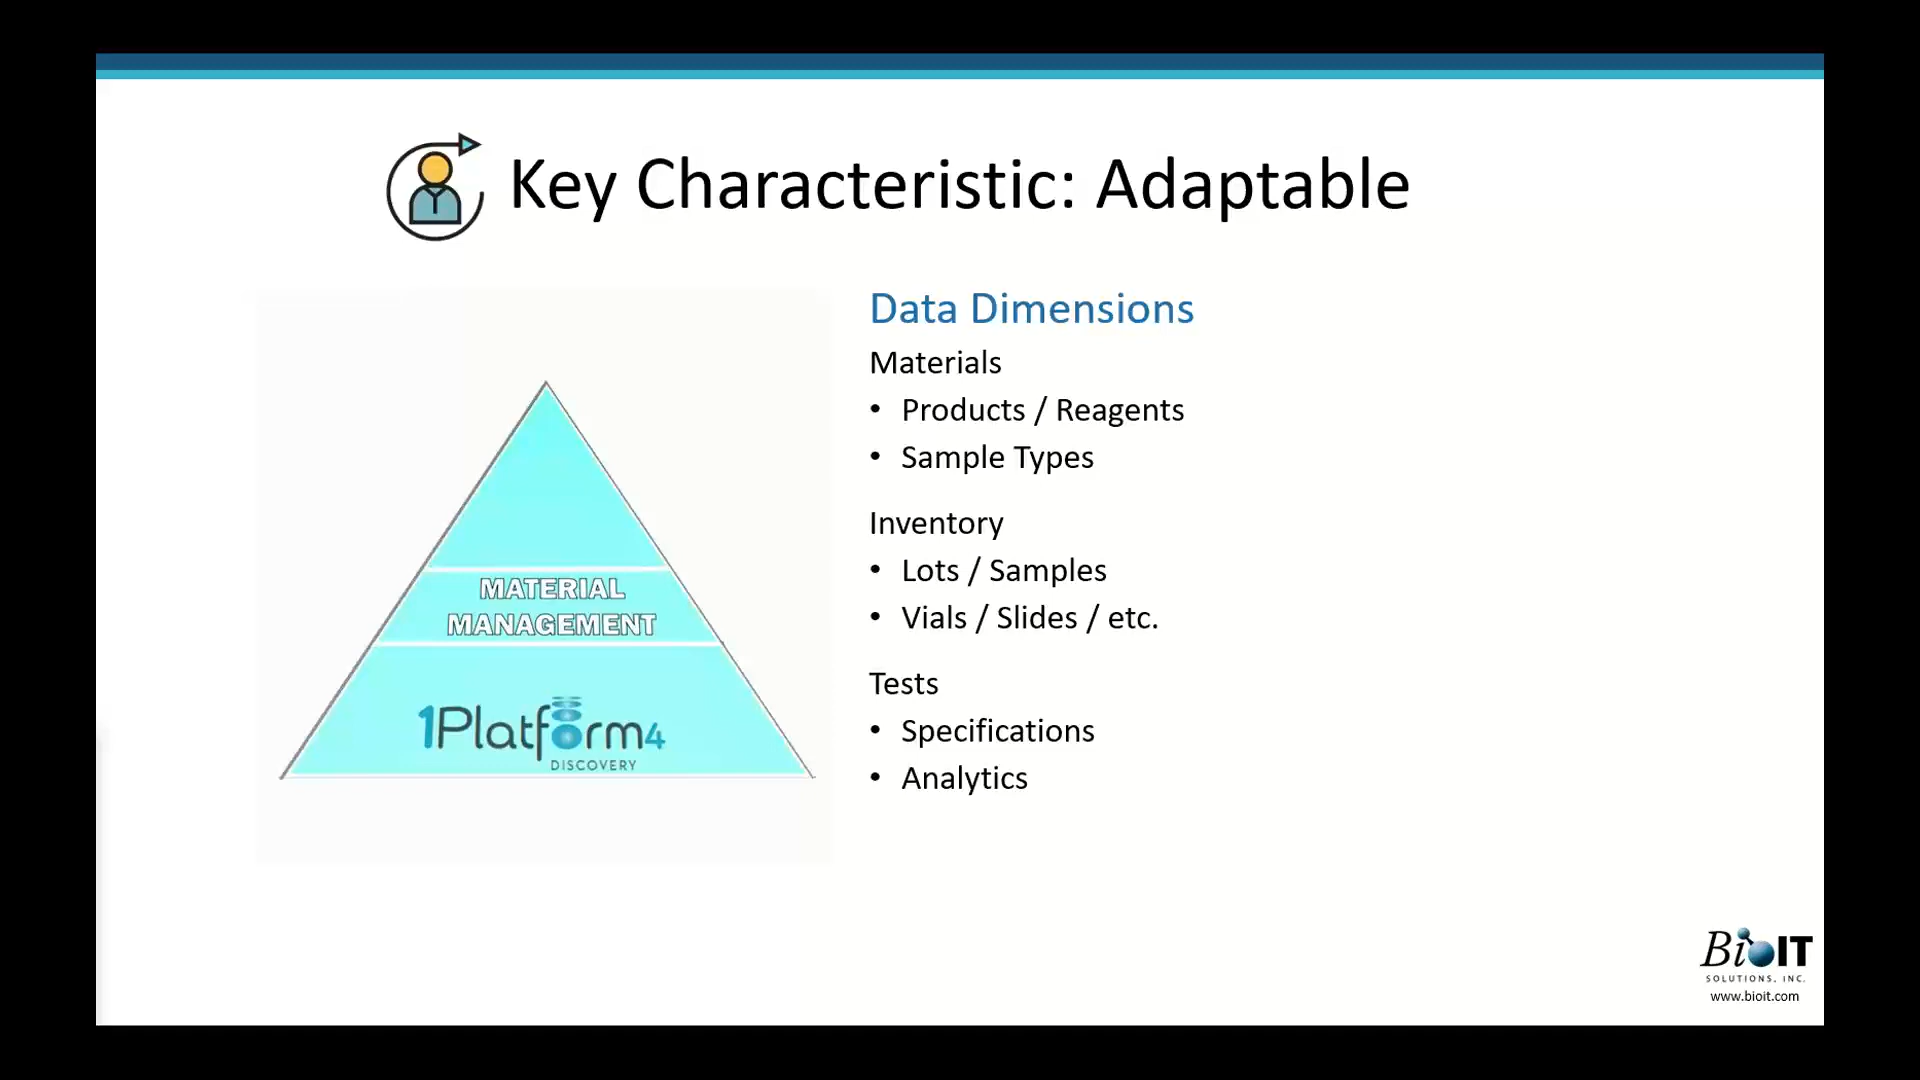 Key Characteristic: Adaptable
MATERIAL
MANAGEMENT
1Platform4
DISCOVERY
Data Dimensions
Materials
• Products / Reagents
• Sample Types
Inventory
• Lots / Samples
• Vials / Slides / etc.
Tests
• Specifications
• Analytics
BioIT
SOLUTIONS, INC.
www.bioit.com